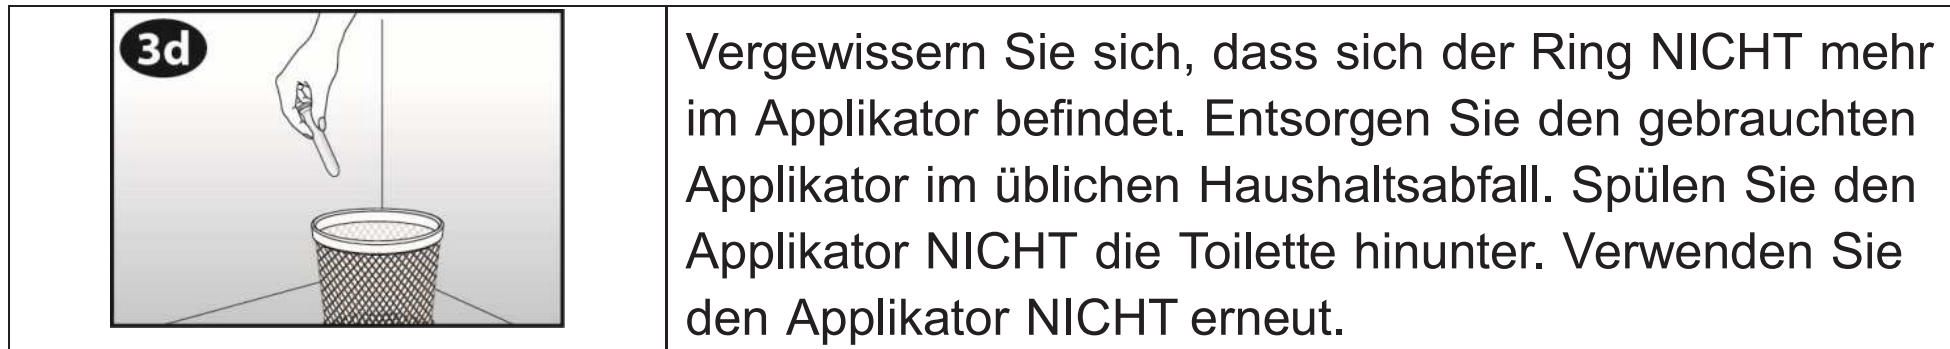 3d
Vergewissern Sie sich, dass sich der Ring NICHT mehr
im Applikator befindet. Entsorgen Sie den gebrauchten
Applikator im üblichen Haushaltsabfall. Spülen Sie den
Applikator NICHT die Toilette hinunter. Verwenden Sie
den Applikator NICHT erneut.